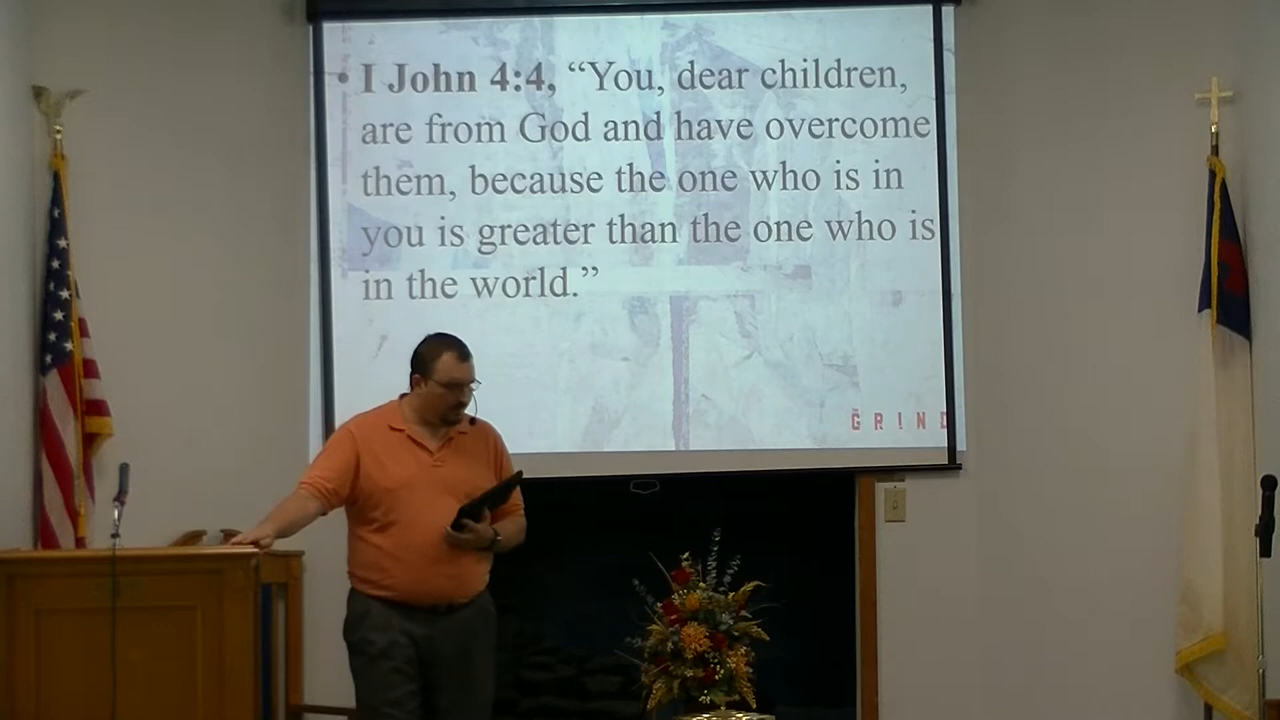 • I John 4:4, “You, dear children,
are from God and have overcome
them, because the one who is in
you is greater than the one who is
in the world.”
GRIND